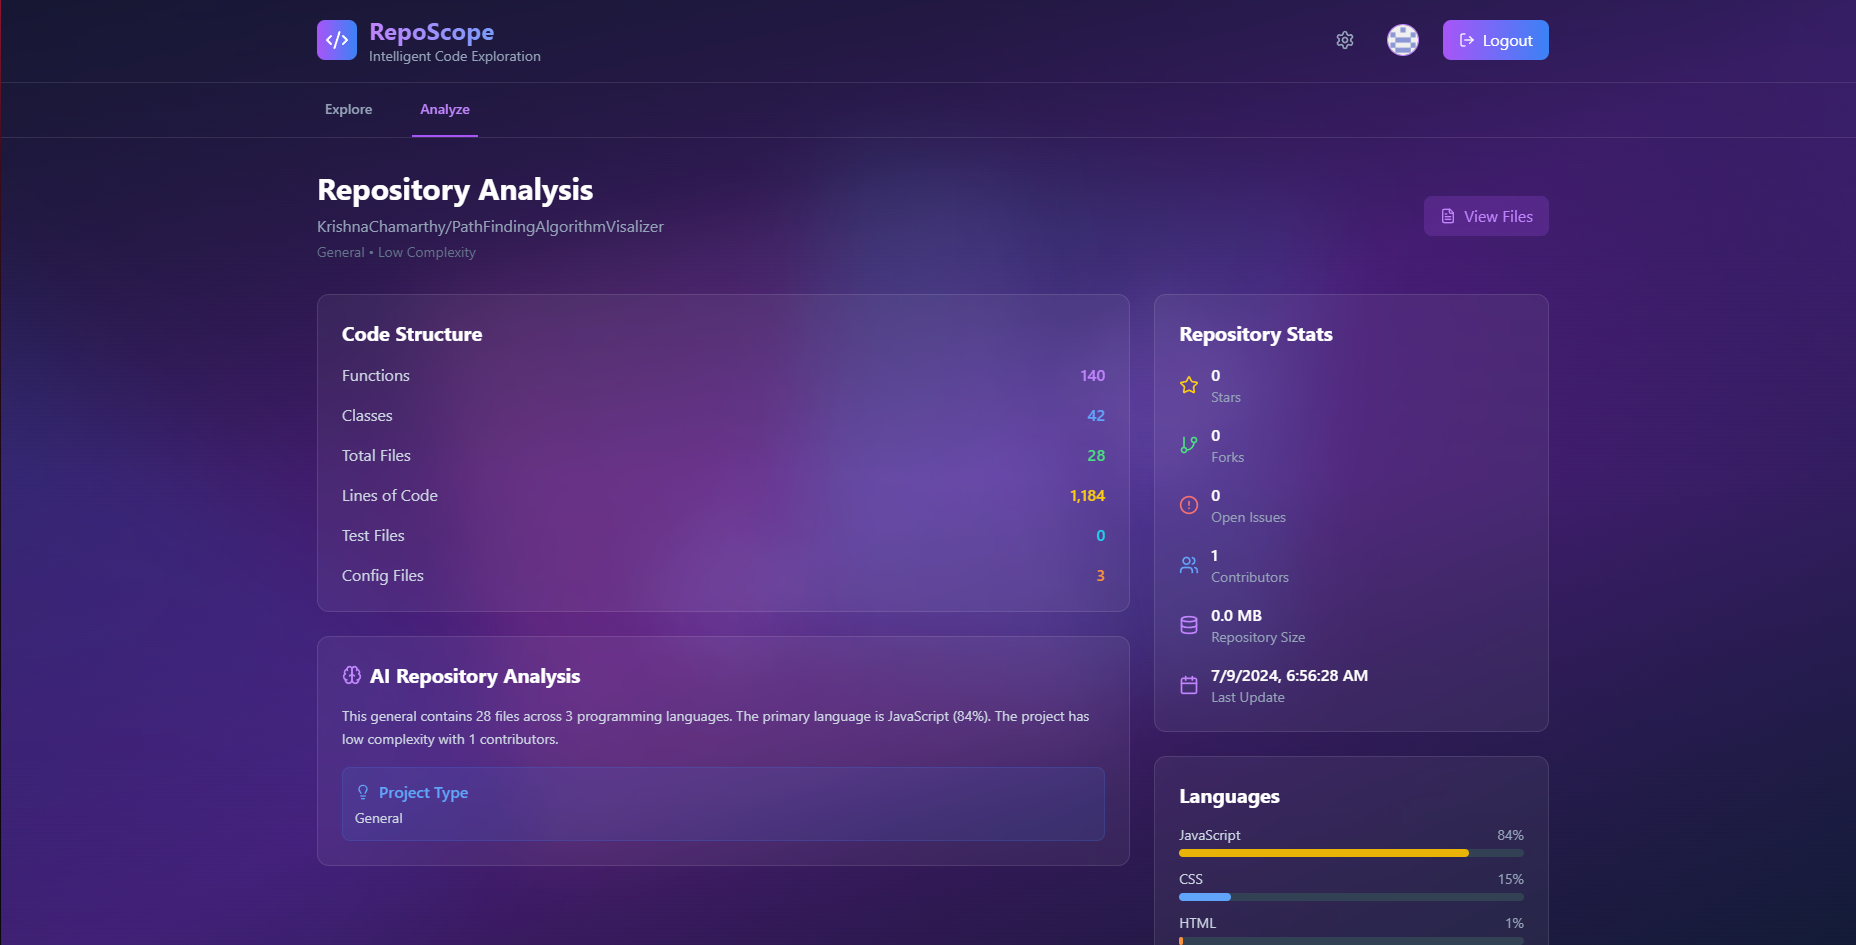 RepoScope
Intelligent Code Exploration
Logout
Explore
Analyze
Repository Analysis
KrishnaChamarthy/PathFindingAlgorithmVisalizer
General • Low Complexity
View Files
Code Structure
Functions 140
Classes 42
Total Files 28
Lines of Code 1,184
Test Files 0
Config Files 3
AI Repository Analysis
This general contains 28 files across 3 programming languages. The primary language is JavaScript (84%). The project has
low complexity with 1 contributors.
Project Type
General
Repository Stats
0
Stars
0
Forks
0
Open Issues
1
Contributors
0.0 MB
Repository Size
7/9/2024, 6:56:28 AM
Last Update
Languages
JavaScript 84%
CSS 15%
HTML 1%